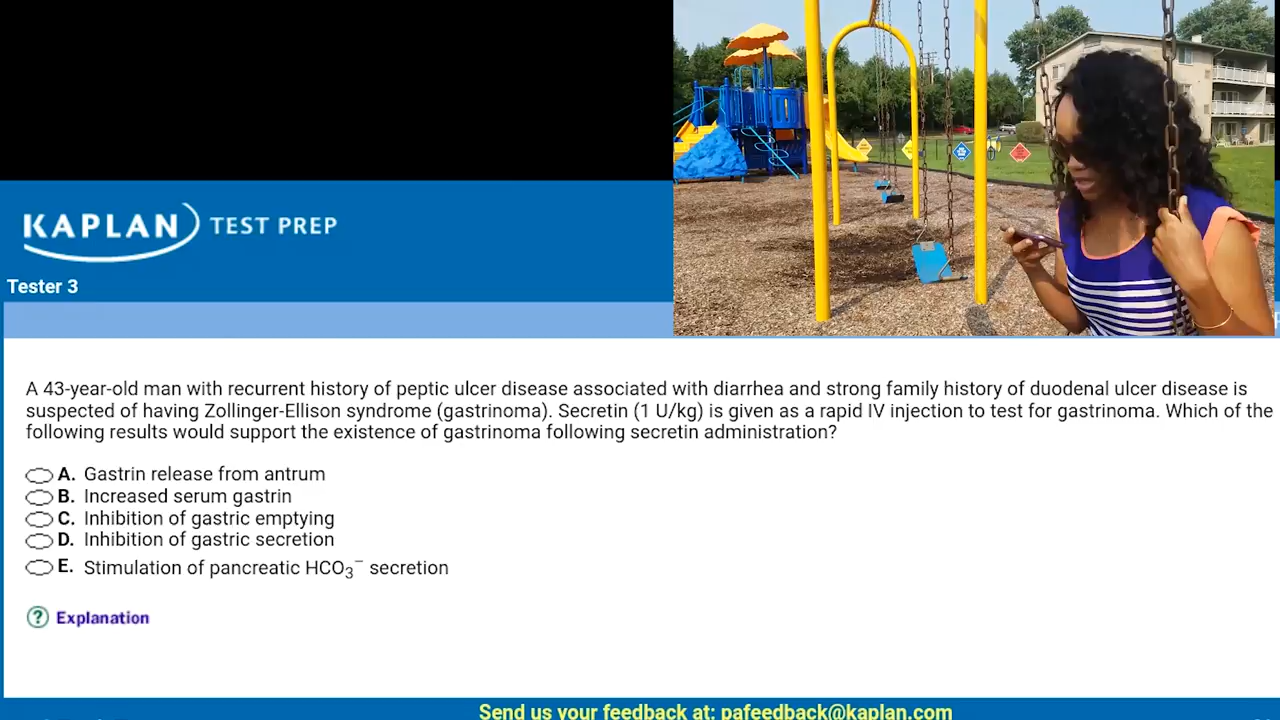 KAPLAN TEST PREP
Tester 3
A 43-year-old man with recurrent history of peptic ulcer disease associated with diarrhea and strong family history of duodenal ulcer disease is
suspected of having Zollinger-Ellison syndrome (gastrinoma). Secretin (1 U/kg) is given as a rapid IV injection to test for gastrinoma. Which of the
following results would support the existence of gastrinoma following secretin administration?
A. Gastrin release from antrum
B. Increased serum gastrin
C. Inhibition of gastric emptying
D. Inhibition of gastric secretion
E. Stimulation of pancreatic HCO₃⁻ secretion
? Explanation
Send us your feedback at: pafeedback@kaplan.com